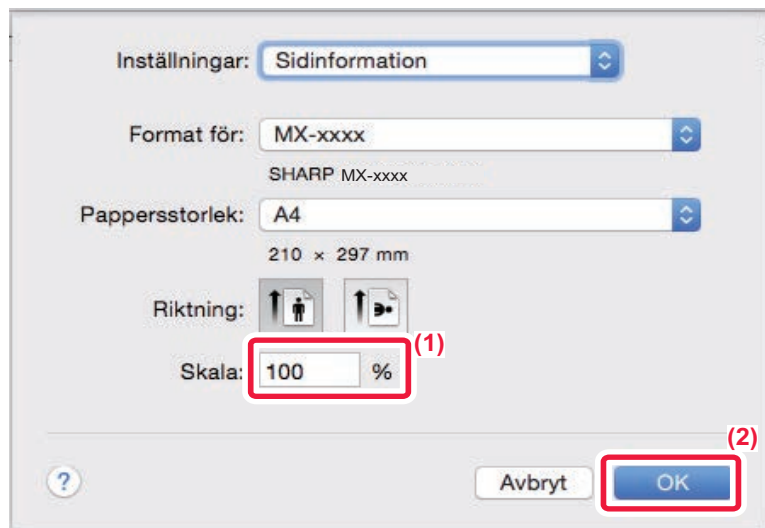 Inställningar: Sidinformation
Format för: MX-xxxx
SHARP MX-xxxx
Pappersstorlek: A4
210 × 297 mm
Riktning:
(1)
Skala: 100 %
(2)
? Avbryt OK